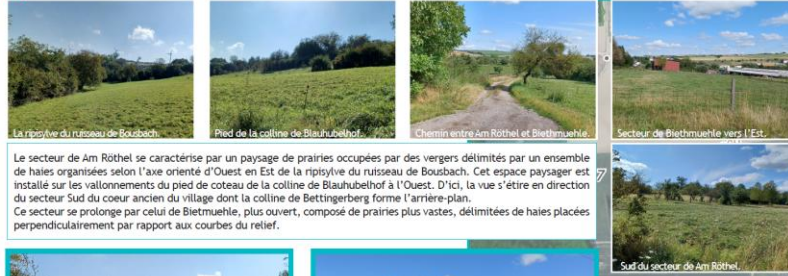 La ripisylve du ruisseau de Bousbach.
Pied de la colline de Blauhubelhof.
Chemin entre Am Röthel et Biethmuehle.
Secteur de Biethmuehle vers l'Est.
Le secteur de Am Röthel se caractérise par un paysage de prairies occupées par des vergers délimités par un ensemble
de haies organisées selon l'axe orienté d'Ouest en Est de la ripisylve du ruisseau de Bousbach. Cet espace paysager est
installé sur les vallonnements du pied de coteau de la colline de Blauhubelhof à l'Ouest. D'ici, la vue s'étire en direction
du secteur Sud du coeur ancien du village dont la colline de Bettingerberg forme l'arrière-plan.
Ce secteur se prolonge par celui de Bietmuehle, plus ouvert, composé de prairies plus vastes, délimitées de haies placées
perpendiculairement par rapport aux courbes du relief.
7
Sud du secteur de Am Röthel.